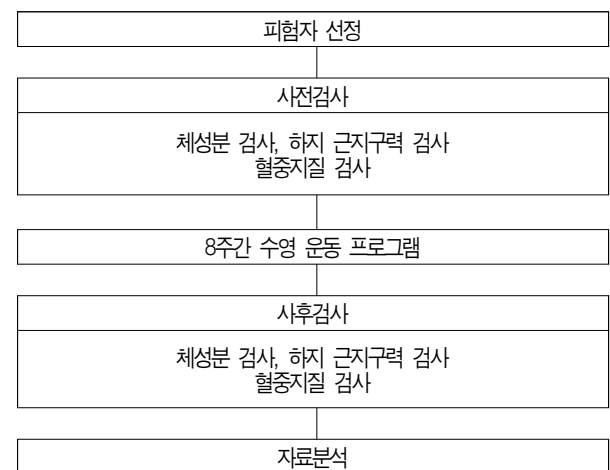 피험자 선정
사전검사
체성분 검사, 하지 근지구력 검사
혈중지질 검사
8주간 수영 운동 프로그램
사후검사
체성분 검사, 하지 근지구력 검사
혈중지질 검사
자료분석